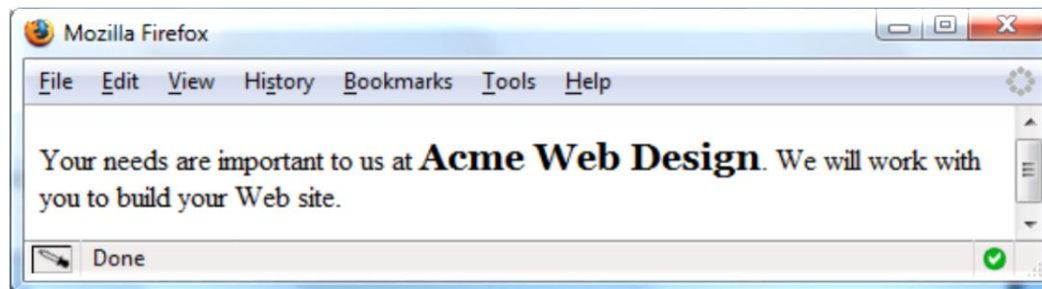 Mozilla Firefox
File Edit View History Bookmarks Tools Help
Your needs are important to us at Acme Web Design. We will work with
you to build your Web site.
Done